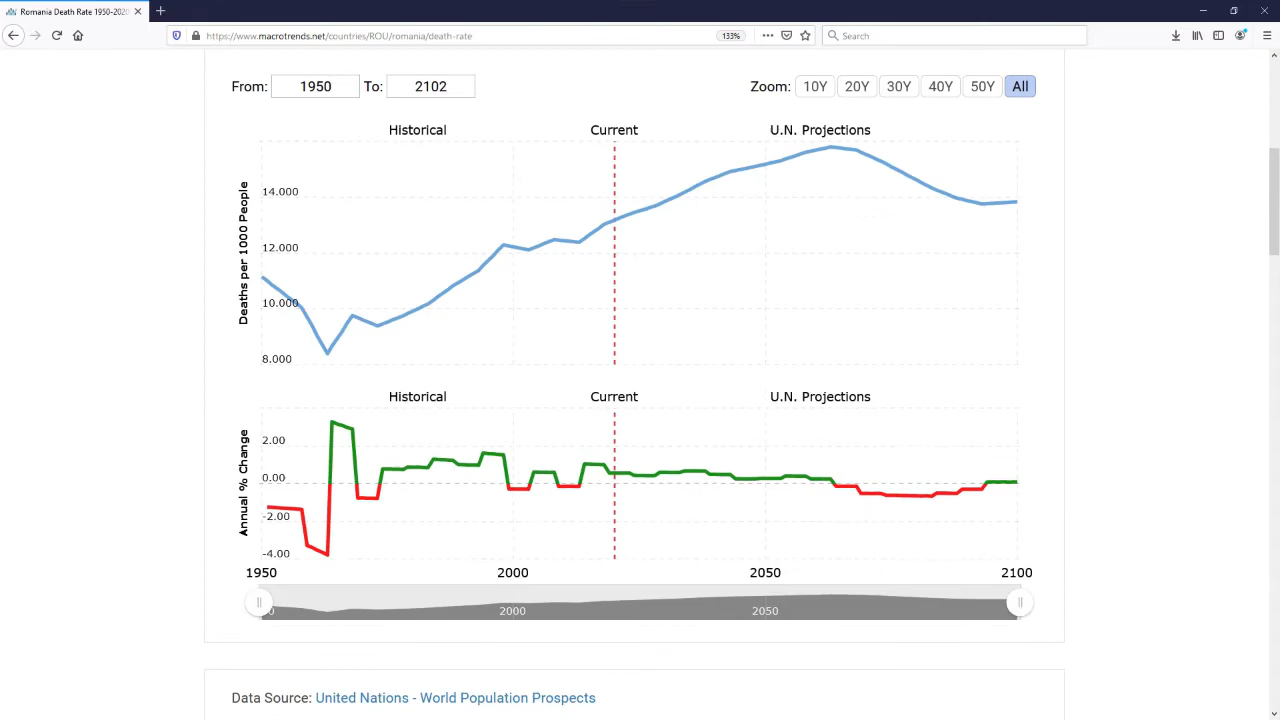 Romania Death Rate 1950-2020
https://www.macrotrends.net/countries/ROU/romania/death-rate
133%
Search
From: 1950 To: 2102
Zoom: 10Y 20Y 30Y 40Y 50Y All
Historical Current U.N. Projections
Deaths per 1000 People
14.000
12.000
10.000
8.000
Historical Current U.N. Projections
Annual % Change
2.00
0.00
-2.00
-4.00
1950 2000 2050 2100
2000 2050
Data Source: United Nations - World Population Prospects